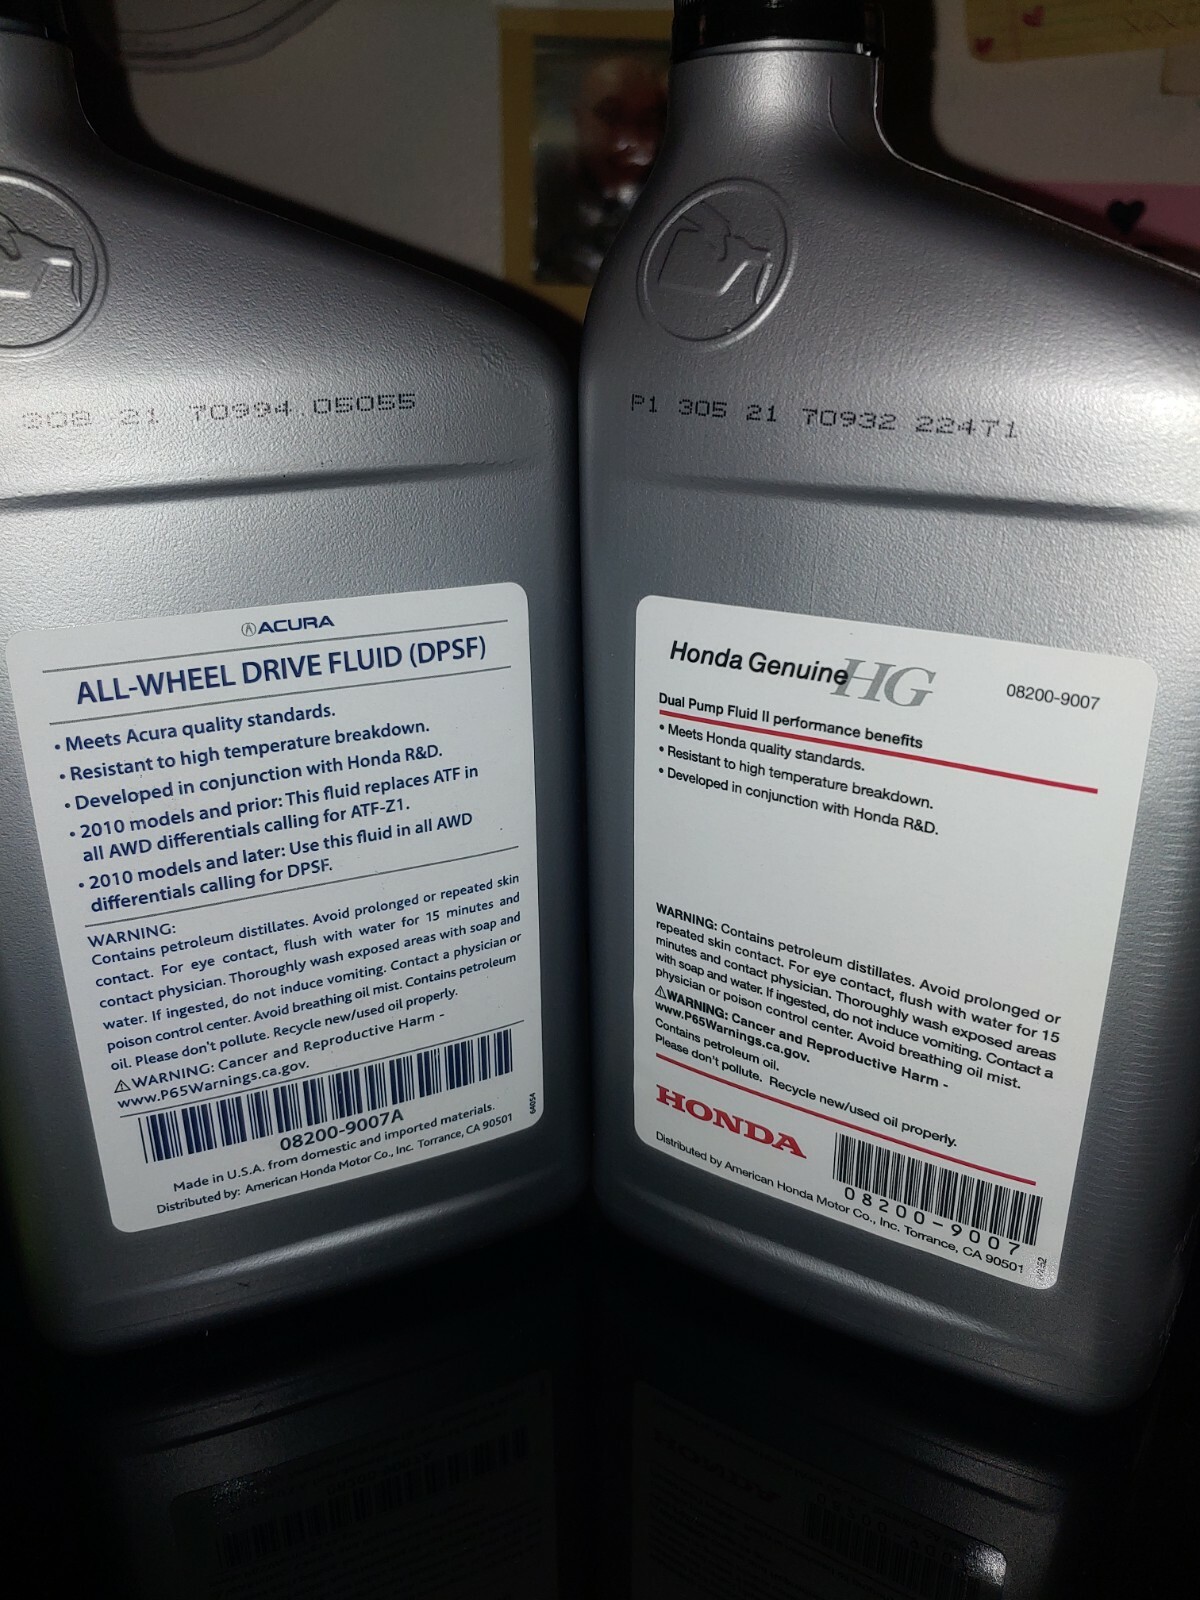 308 21 70994 05055
ACURA
ALL-WHEEL DRIVE FLUID (DPSF)
• Meets Acura quality standards.
• Resistant to high temperature breakdown.
• Developed in conjunction with Honda R&D.
• 2010 models and prior: This fluid replaces ATF in
all AWD differentials calling for ATF-Z1.
• 2010 models and later: Use this fluid in all AWD
differentials calling for DPSF.
WARNING:
Contains petroleum distillates. Avoid prolonged or repeated skin
contact. For eye contact, flush with water for 15 minutes and
contact physician. Thoroughly wash exposed areas with soap and
water. If ingested, do not induce vomiting. Contact a physician or
poison control center. Avoid breathing oil mist. Contains petroleum
oil. Please don't pollute. Recycle new/used oil properly.
⚠WARNING: Cancer and Reproductive Harm -
www.P65Warnings.ca.gov.
08200-9007A
Made in U.S.A. from domestic and imported materials.
Distributed by: American Honda Motor Co., Inc. Torrance, CA 90501
64054
P1 305 21 70932 22471
Honda Genuine HG
08200-9007
Dual Pump Fluid II performance benefits
• Meets Honda quality standards.
• Resistant to high temperature breakdown.
• Developed in conjunction with Honda R&D.
WARNING: Contains petroleum distillates. Avoid prolonged or
repeated skin contact. For eye contact, flush with water for 15
minutes and contact physician. Thoroughly wash exposed areas
with soap and water. If ingested, do not induce vomiting. Contact a
physician or poison control center. Avoid breathing oil mist.
⚠WARNING: Cancer and Reproductive Harm -
www.P65Warnings.ca.gov.
Contains petroleum oil.
Please don't pollute. Recycle new/used oil properly.
HONDA
08200-9007
Distributed by American Honda Motor Co., Inc. Torrance, CA 90501